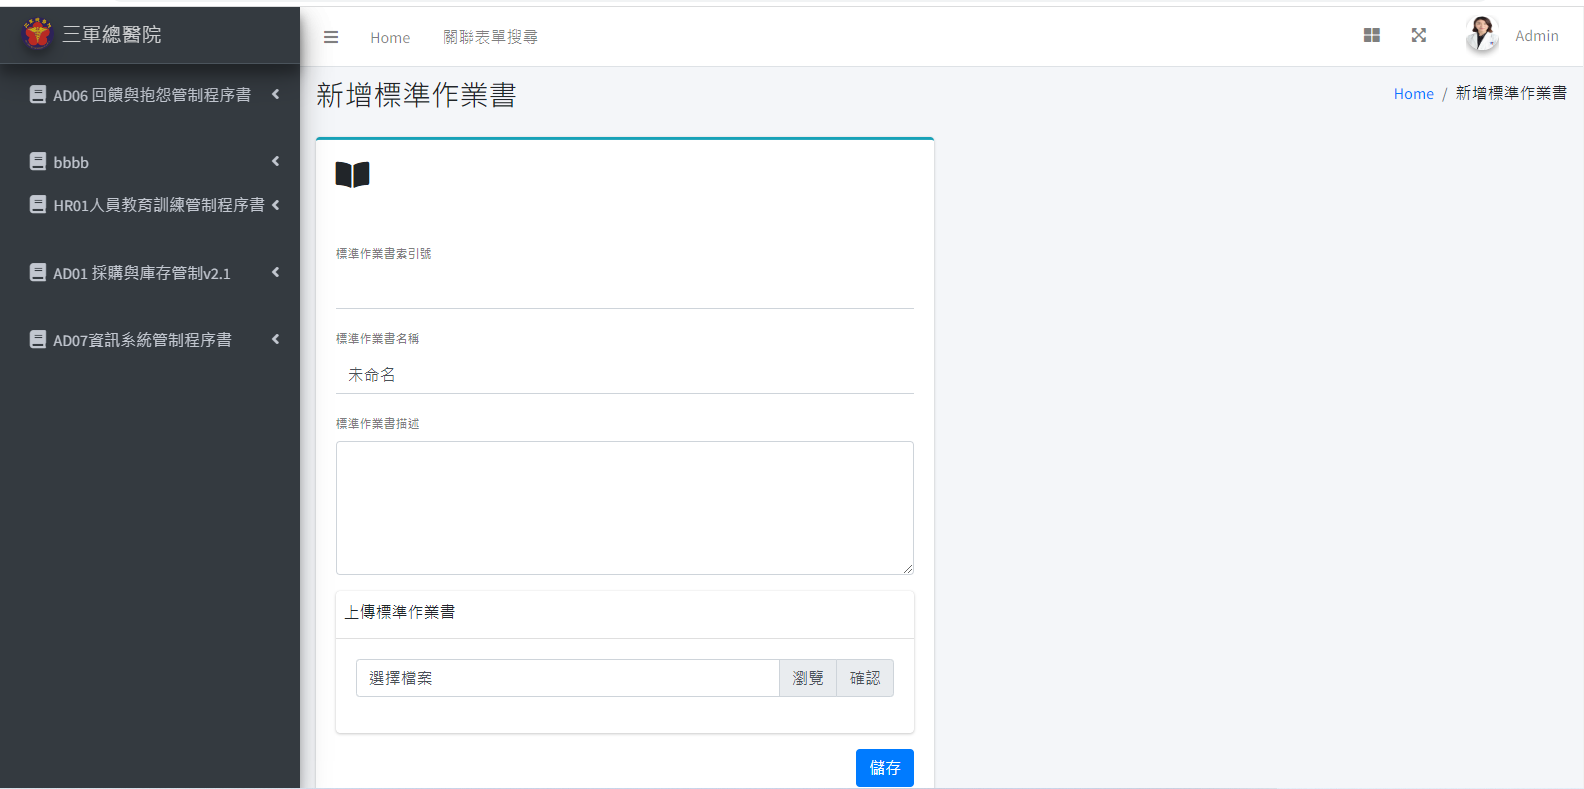 三軍總醫院
Home
關聯表單搜尋
Admin
AD06 回饋與抱怨管制程序書
bbbb
HR01人員教育訓練管制程序書
AD01 採購與庫存管制v2.1
AD07資訊系統管制程序書
新增標準作業書
Home / 新增標準作業書
標準作業書索引號
標準作業書名稱
未命名
標準作業書描述
上傳標準作業書
選擇檔案
瀏覽
確認
儲存